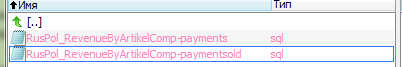 Имя Тип
[..]
RusPol_RevenueByArtikelComp-payments sql
RusPol_RevenueByArtikelComp-paymentsold sql